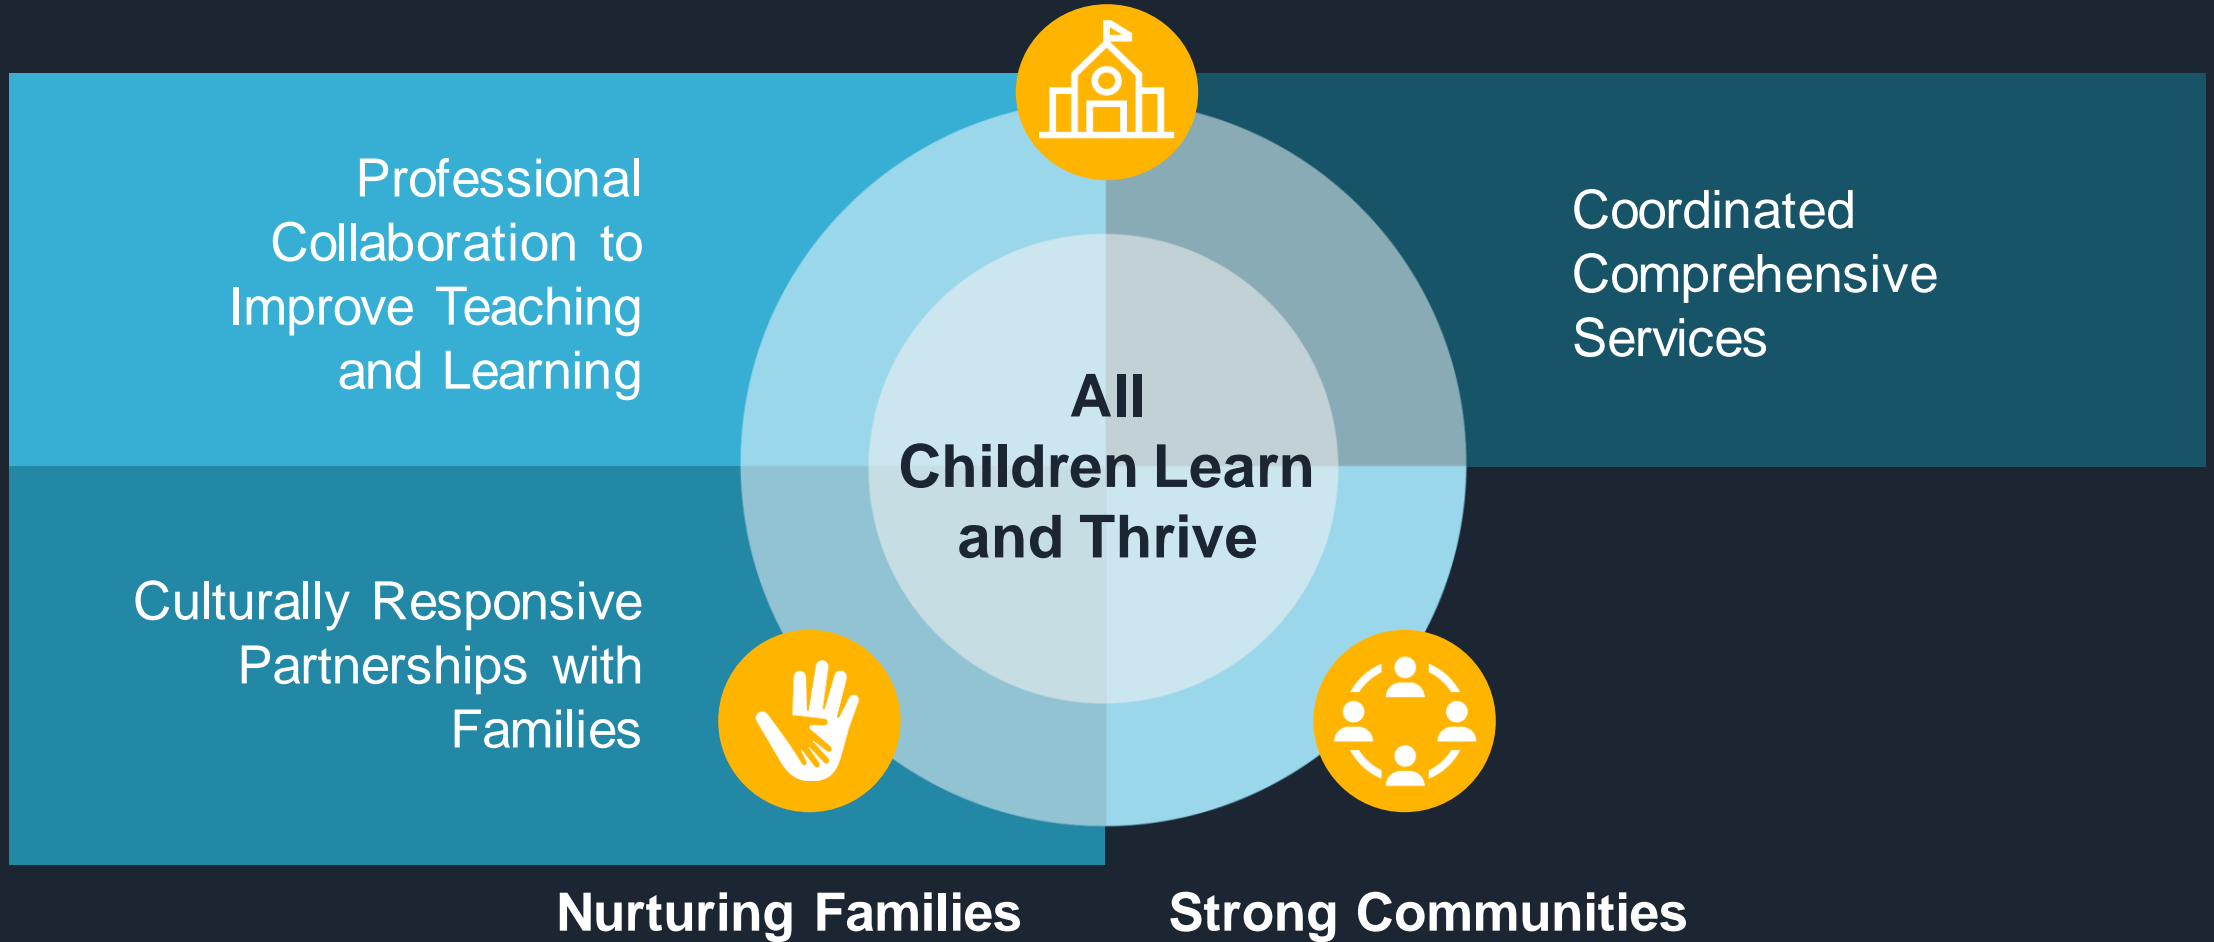 Professional
Collaboration to
Improve Teaching
and Learning
Coordinated
Comprehensive
Services
All
Children Learn
and Thrive
Culturally Responsive
Partnerships with
Families
Nurturing Families
Strong Communities